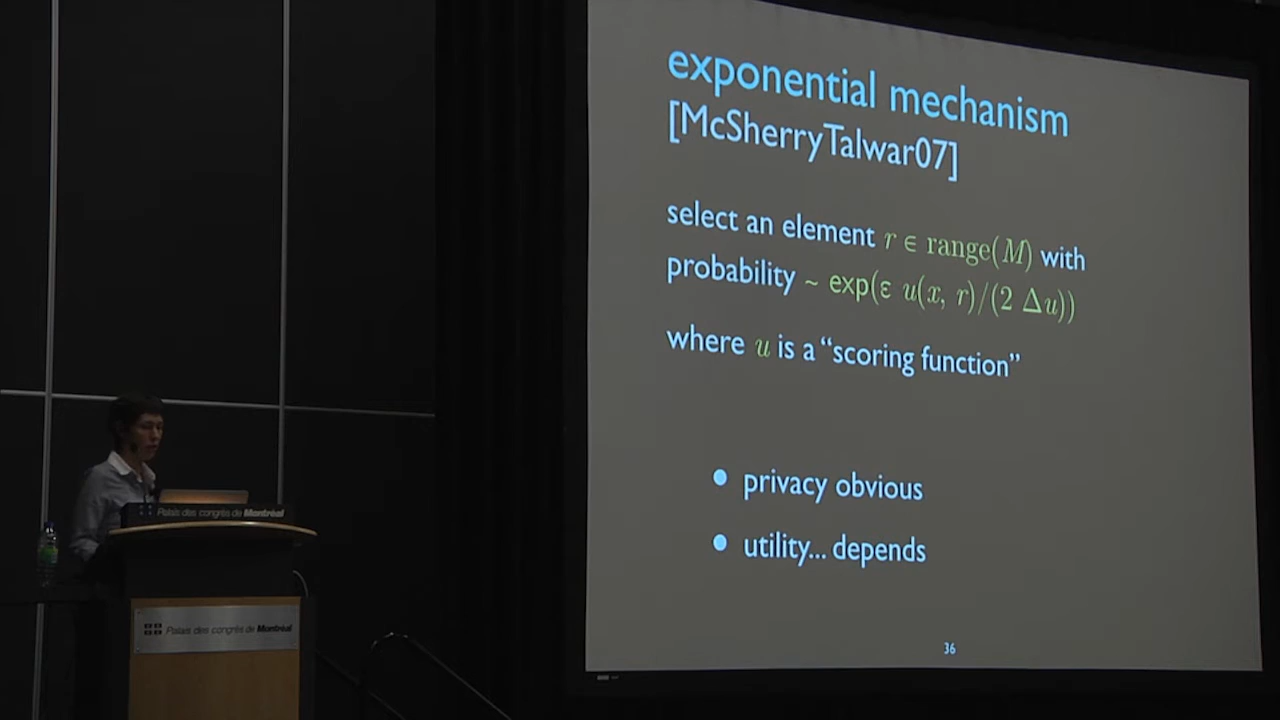 exponential mechanism
[McSherryTalwar07]
select an element r ∈ range(M) with
probability ~ exp(ε u(x, r)/(2 Δu))
where u is a “scoring function”
• privacy obvious
• utility... depends
36
Palais des congrès de Montréal
Palais des congrès de Montréal